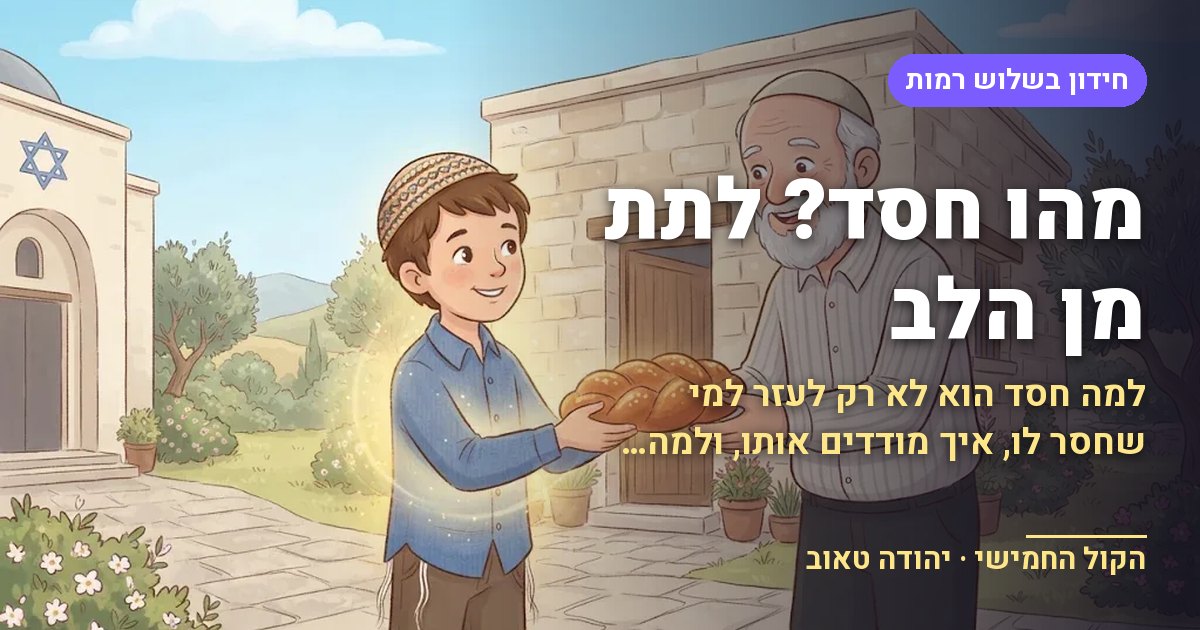 חידון בשלוש רמות
מהו חסד? לתת
מן הלב
למה חסד הוא לא רק לעזר למי
שחסר לו, איך מודדים אותו, ולמה...
הקול החמישי · יהודה טאוב